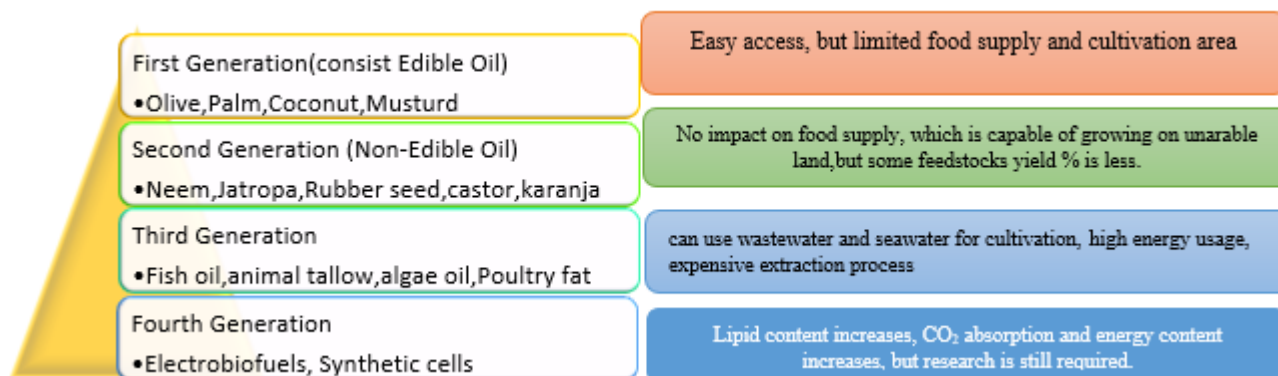 First Generation(consist Edible Oil)
•Olive,Palm,Coconut,Musturd
Easy access, but limited food supply and cultivation area
Second Generation (Non-Edible Oil)
•Neem,Jatropa,Rubber seed,castor,karanja
No impact on food supply, which is capable of growing on unarable
land,but some feedstocks yield % is less.
Third Generation
•Fish oil,animal tallow,algae oil,Poultry fat
can use wastewater and seawater for cultivation, high energy usage,
expensive extraction process
Fourth Generation
•Electrobiofuels, Synthetic cells
Lipid content increases, CO₂ absorption and energy content
increases, but research is still required.